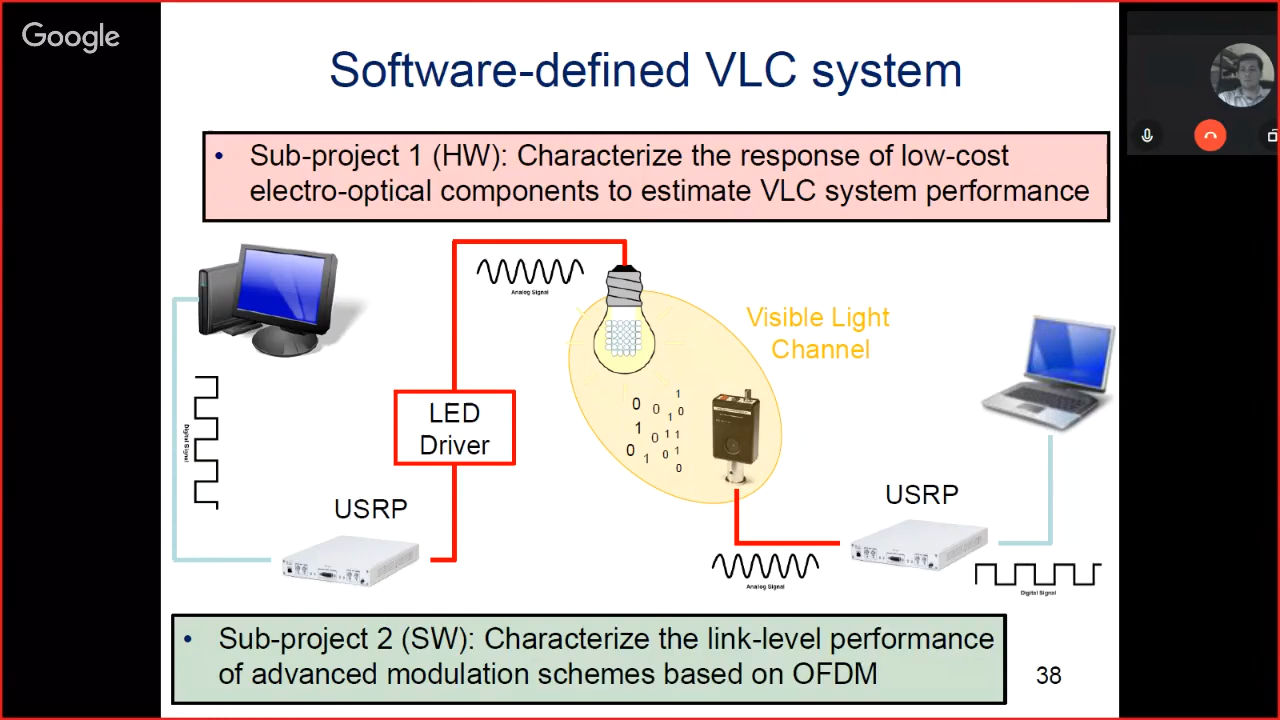 Google
Software-defined VLC system
• Sub-project 1 (HW): Characterize the response of low-cost
electro-optical components to estimate VLC system performance
Analog Signal
Visible Light
Channel
LED
Driver
Digital Signal
0 0 1
1 0
1 0 1 1
0 1 0 1
0
USRP
USRP
Analog Signal
Digital Signal
• Sub-project 2 (SW): Characterize the link-level performance
of advanced modulation schemes based on OFDM
38